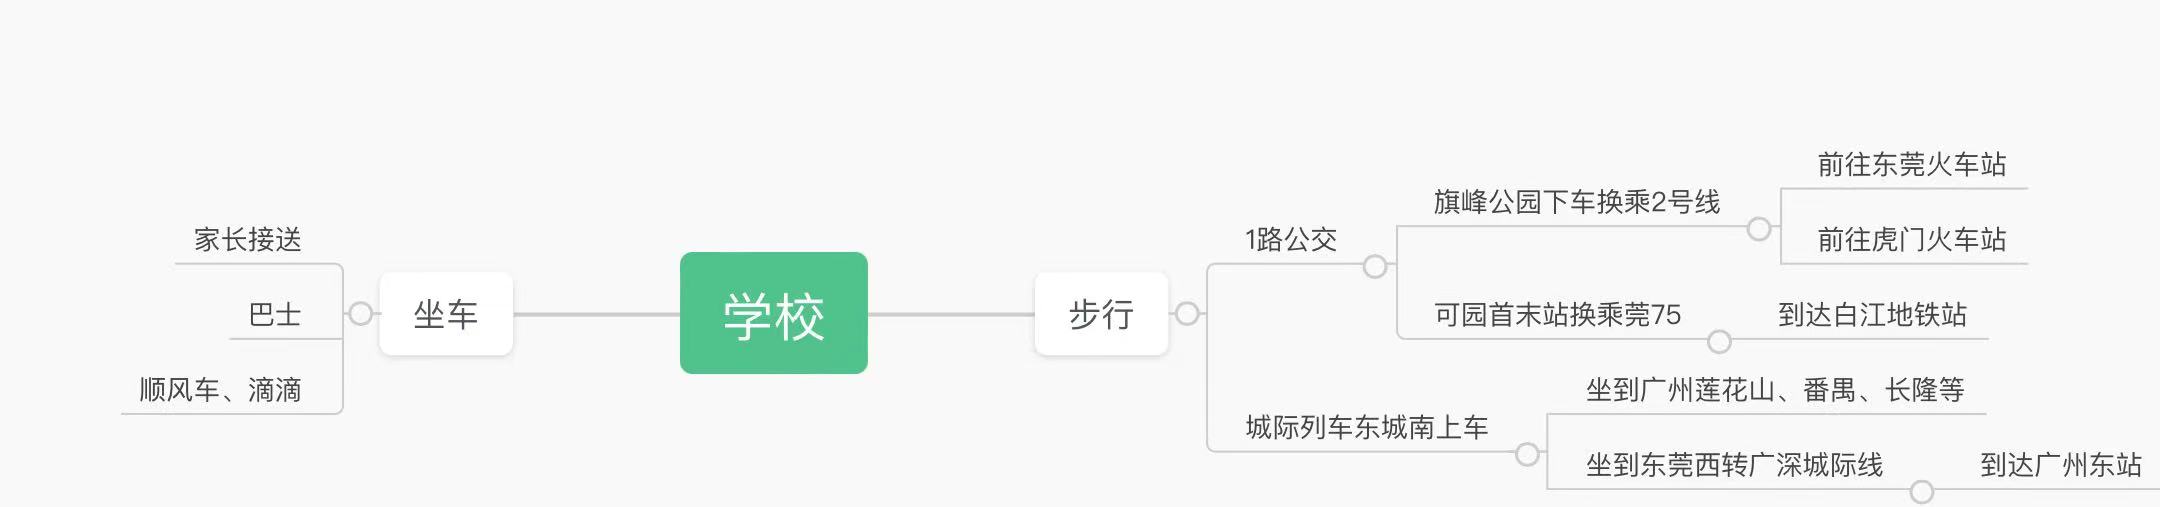 学校
坐车
家长接送
巴士
顺风车、滴滴
步行
1路公交
旗峰公园下车换乘2号线
前往东莞火车站
前往虎门火车站
可园首末站换乘莞75
到达白江地铁站
城际列车东城南上车
坐到广州莲花山、番禺、长隆等
坐到东莞西转广深城际线
到达广州东站